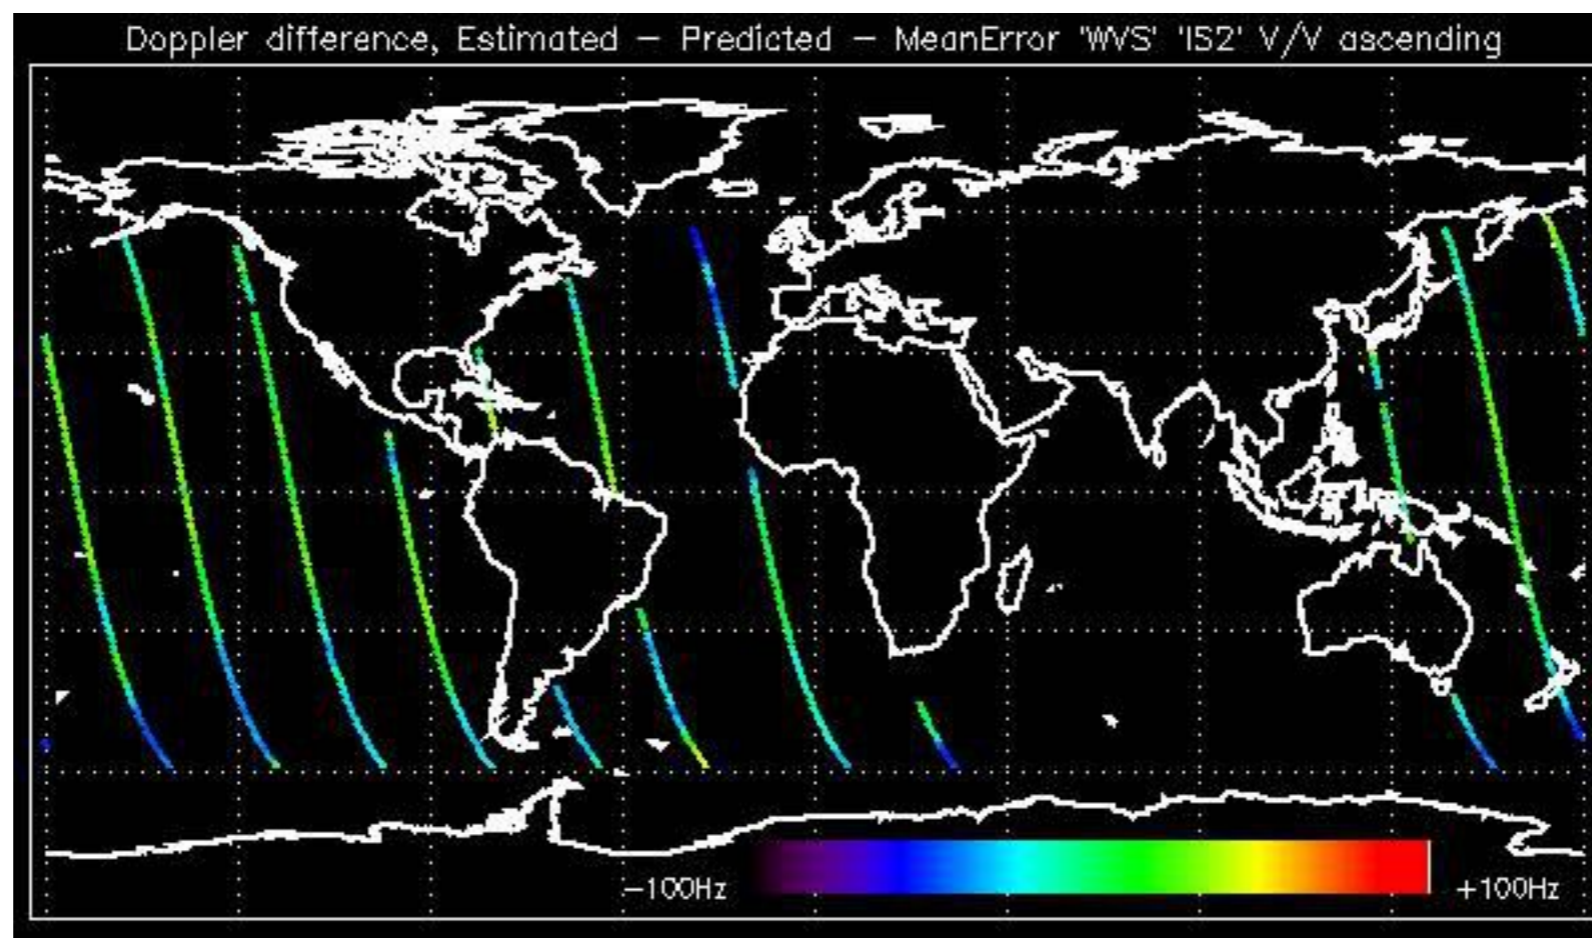 Doppler difference, Estimated - Predicted - MeanError 'WVS' 'IS2' V/V ascending
-100Hz
+100Hz